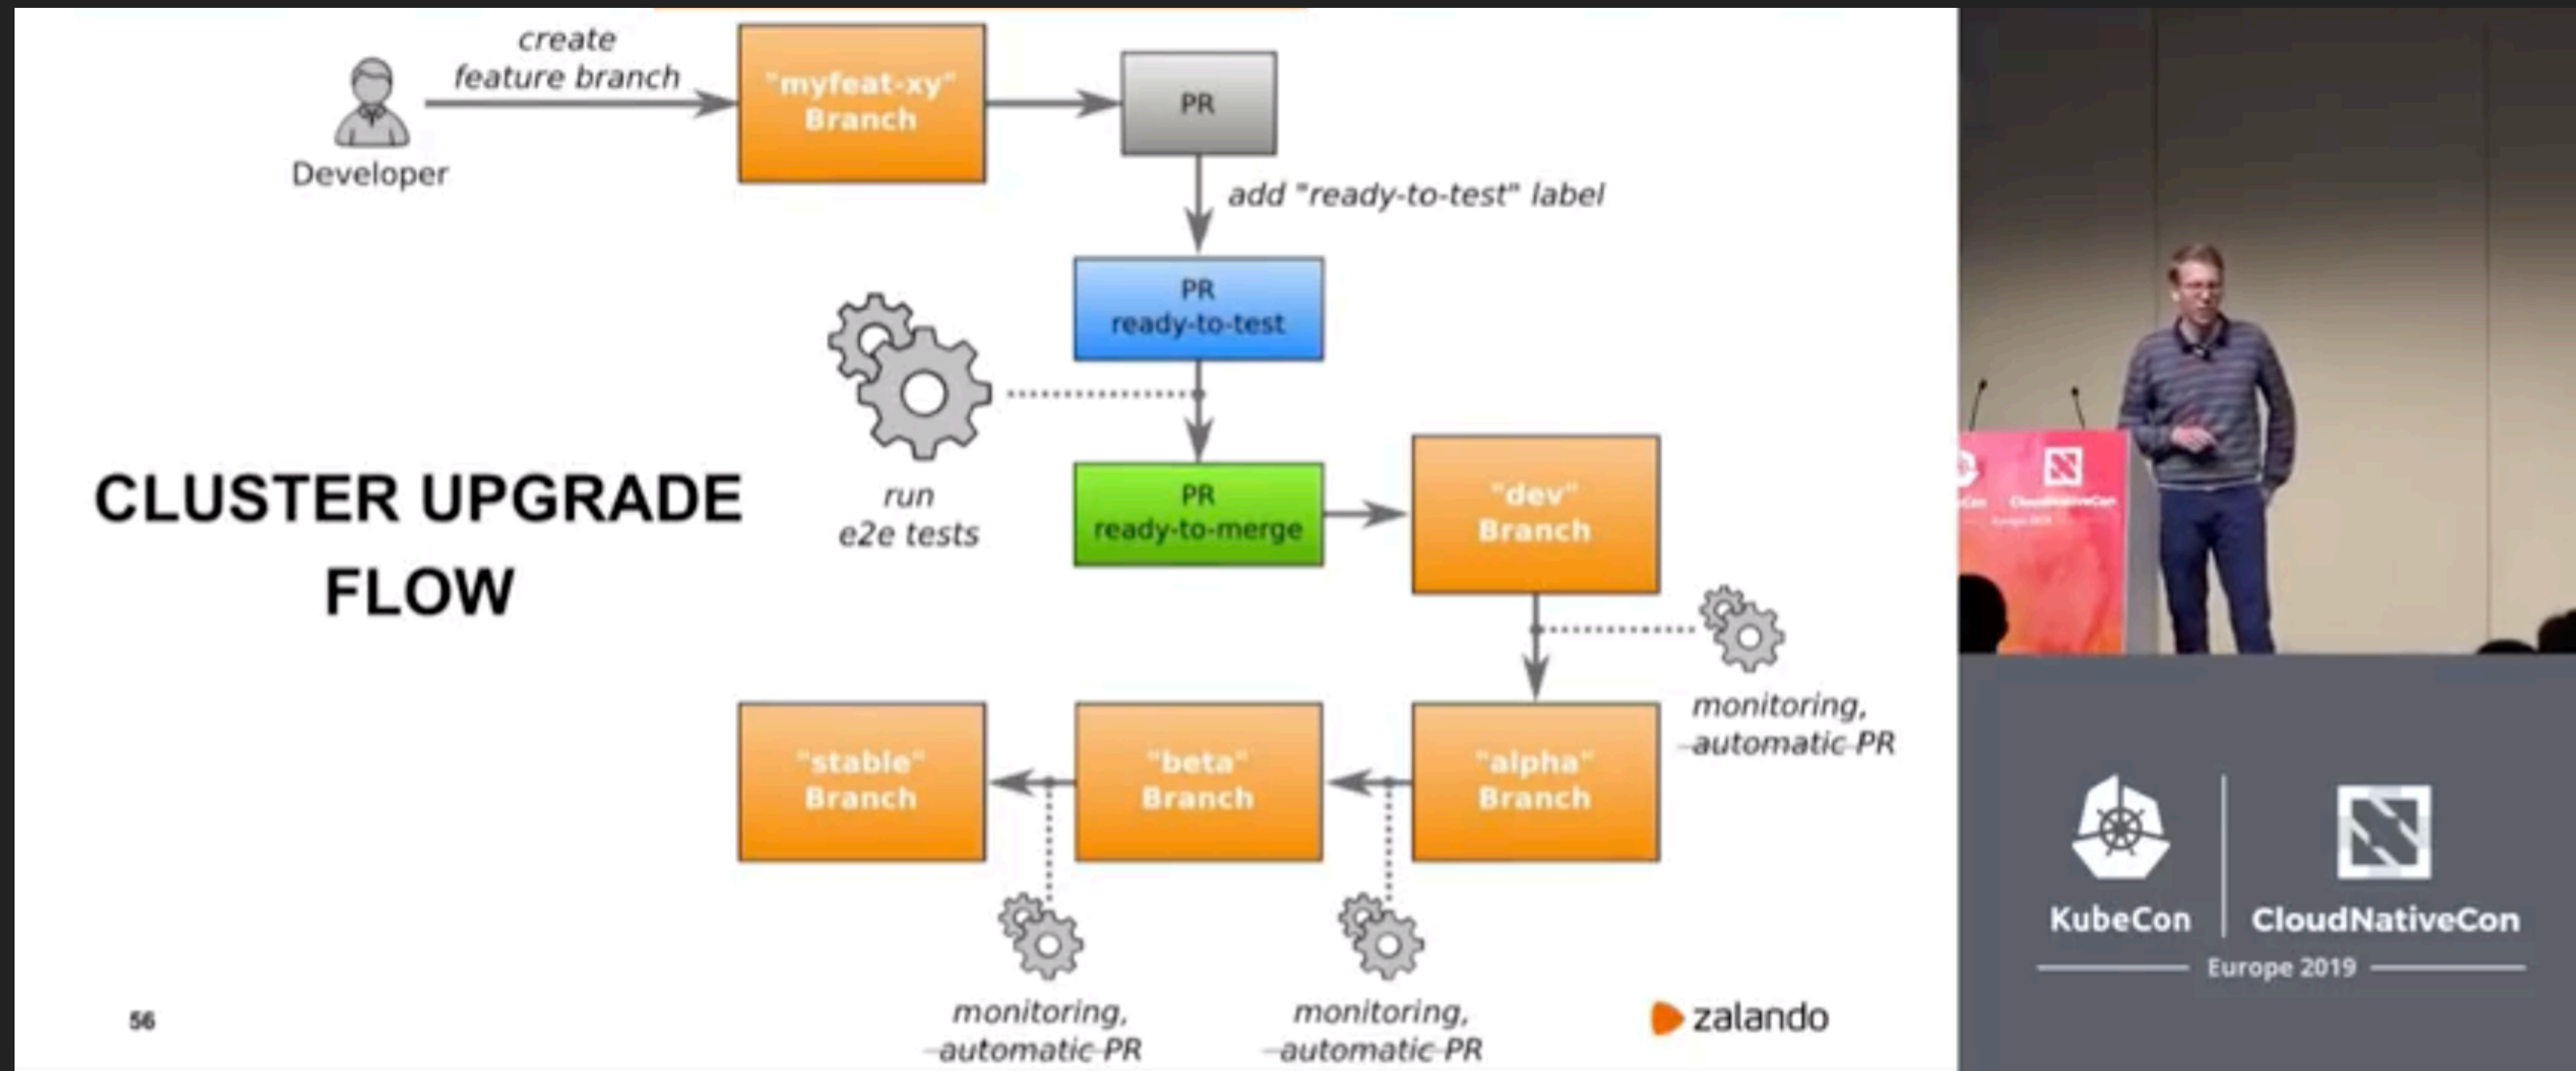 create
feature branch
Developer
"myfeat-xy"
Branch
PR
add "ready-to-test" label
PR
ready-to-test
run
e2e tests
PR
ready-to-merge
"dev"
Branch
CLUSTER UPGRADE
FLOW
monitoring,
automatic PR
"alpha"
Branch
"beta"
Branch
"stable"
Branch
monitoring,
automatic PR
monitoring,
automatic PR
56
zalando
CloudNativeCon
KubeCon
CloudNativeCon
Europe 2019